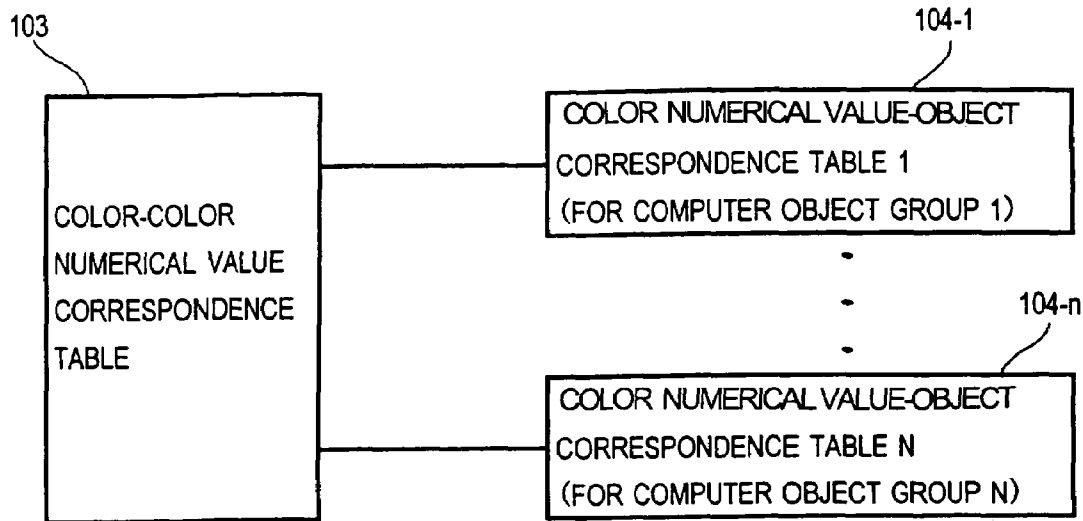 103
COLOR-COLOR
NUMERICAL VALUE
CORRESPONDENCE
TABLE
104-1
COLOR NUMERICAL VALUE-OBJECT
CORRESPONDENCE TABLE 1
(FOR COMPUTER OBJECT GROUP 1)
104-n
COLOR NUMERICAL VALUE-OBJECT
CORRESPONDENCE TABLE N
(FOR COMPUTER OBJECT GROUP N)